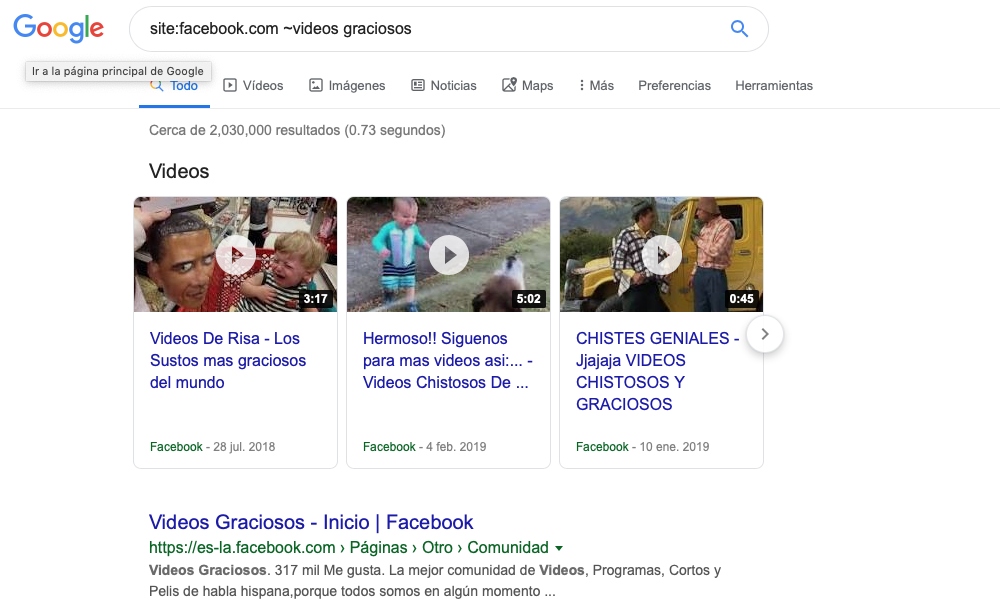 Google
site:facebook.com ~videos graciosos
Ir a la página principal de Google
Todo
Vídeos
Imágenes
Noticias
Maps
Más
Preferencias
Herramientas
Cerca de 2,030,000 resultados (0.73 segundos)
Videos
3:17
5:02
0:45
Videos De Risa - Los
Sustos mas graciosos
del mundo
Facebook - 28 jul. 2018
Hermoso!! Siguenos
para mas videos asi:... -
Videos Chistosos De ...
Facebook - 4 feb. 2019
CHISTES GENIALES -
Jjajaja VIDEOS
CHISTOSOS Y
GRACIOSOS
Facebook - 10 ene. 2019
Videos Graciosos - Inicio | Facebook
https://es-la.facebook.com › Páginas › Otro › Comunidad
Videos Graciosos. 317 mil Me gusta. La mejor comunidad de Videos, Programas, Cortos y
Pelis de habla hispana,porque todos somos en algún momento ...